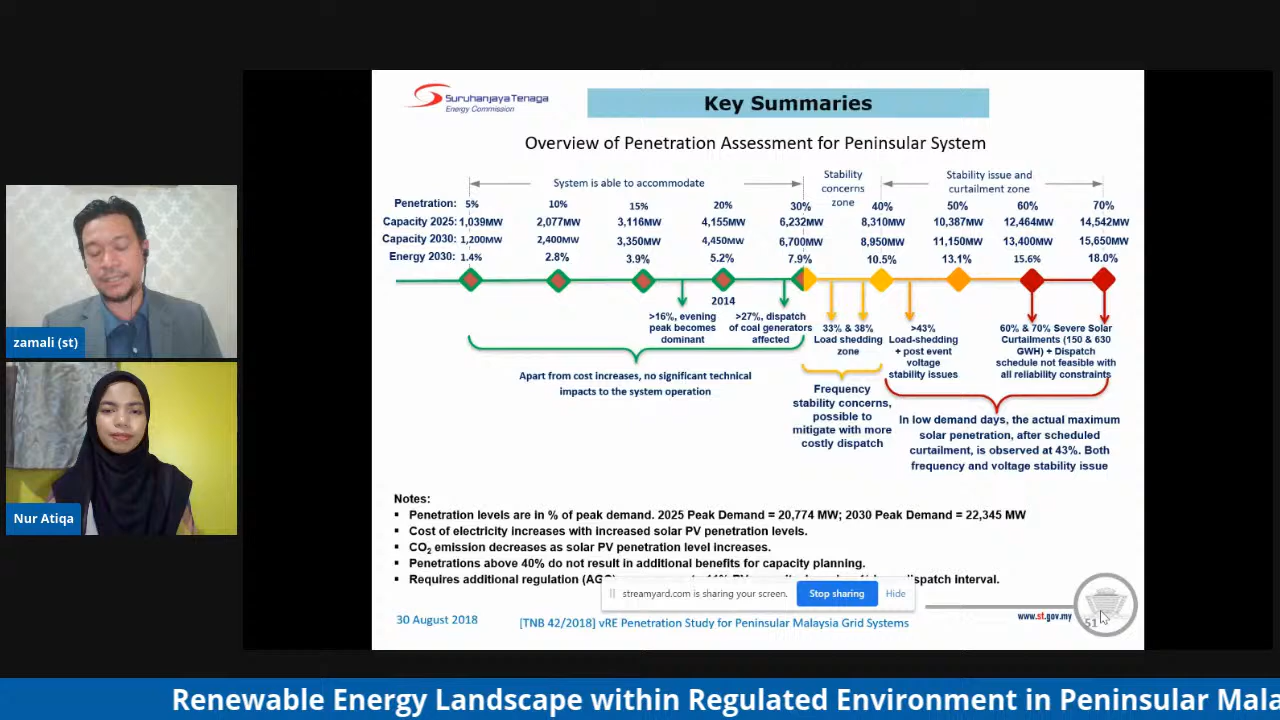 Suruhanjaya Tenaga
Energy Commission
Key Summaries
Overview of Penetration Assessment for Peninsular System
System is able to accommodate
Stability
concerns
zone
Stability issue and
curtailment zone
Penetration: 5% 10% 15% 20% 30% 40% 50% 60% 70%
Capacity 2025: 1,039MW 2,077MW 3,116MW 4,155MW 6,232MW 8,310MW 10,387MW 12,464MW 14,542MW
Capacity 2030: 1,200MW 2,400MW 3,350MW 4,450MW 6,700MW 8,950MW 11,150MW 13,400MW 15,650MW
Energy 2030: 1.4% 2.8% 3.9% 5.2% 7.9% 10.5% 13.1% 15.6% 18.0%
2014
>16%, evening
peak becomes
dominant
>27%, dispatch
of coal generators
affected
33% & 38%
Load shedding
zone
>43%
Load-shedding
+ post event
voltage
stability issues
60% & 70% Severe Solar
Curtailments (150 & 630
GWH) + Dispatch
schedule not feasible with
all reliability constraints
Apart from cost increases, no significant technical
impacts to the system operation
Frequency
stability concerns,
possible to
mitigate with more
costly dispatch
In low demand days, the actual maximum
solar penetration, after scheduled
curtailment, is observed at 43%. Both
frequency and voltage stability issue
Notes:
Penetration levels are in % of peak demand. 2025 Peak Demand = 20,774 MW; 2030 Peak Demand = 22,345 MW
Cost of electricity increases with increased solar PV penetration levels.
CO2 emission decreases as solar PV penetration level increases.
Penetrations above 40% do not result in additional benefits for capacity planning.
Requires additional regulation (AGC dispatch interval.
streamyard.com is sharing your screen. Stop sharing Hide
30 August 2018
[TNB 42/2018] vRE Penetration Study for Peninsular Malaysia Grid Systems
www.st.gov.my
51
zamali (st)
Nur Atiqa
Renewable Energy Landscape within Regulated Environment in Peninsular Mala